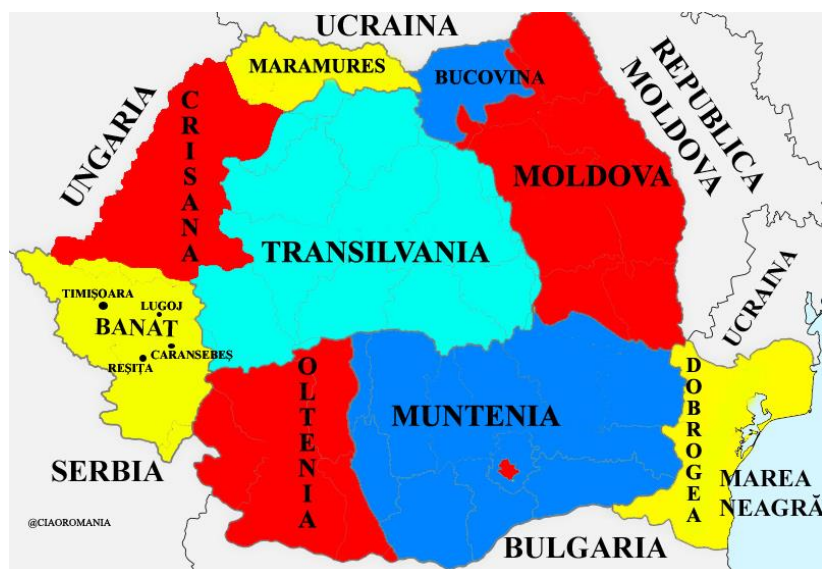 UCRAINA
MARAMURES
BUCOVINA
REPUBLICA
MOLDOVA
UNGARIA
CRISANA
MOLDOVA
TRANSILVANIA
TIMIȘOARA
LUGOJ
BANAT
CARANSEBEȘ
REȘIȚA
UCRAINA
OLTENIA
MUNTENIA
DOBROGEA
SERBIA
MAREA
NEAGRĂ
@CIAOROMANIA
BULGARIA